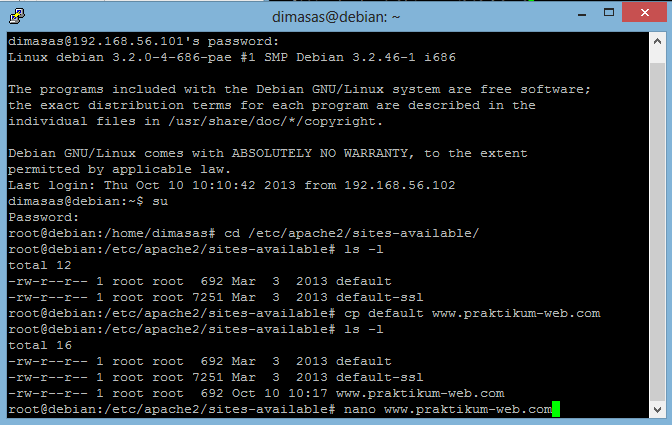 dimasas@debian: ~
dimasas@192.168.56.101's password:
Linux debian 3.2.0-4-686-pae #1 SMP Debian 3.2.46-1 i686

The programs included with the Debian GNU/Linux system are free software;
the exact distribution terms for each program are described in the
individual files in /usr/share/doc/*/copyright.

Debian GNU/Linux comes with ABSOLUTELY NO WARRANTY, to the extent
permitted by applicable law.
Last login: Thu Oct 10 10:10:42 2013 from 192.168.56.102
dimasas@debian:~$ su
Password:
root@debian:/home/dimasas# cd /etc/apache2/sites-available/
root@debian:/etc/apache2/sites-available# ls -l
total 12
-rw-r--r-- 1 root root  692 Mar  3  2013 default
-rw-r--r-- 1 root root 7251 Mar  3  2013 default-ssl
root@debian:/etc/apache2/sites-available# cp default www.praktikum-web.com
root@debian:/etc/apache2/sites-available# ls -l
total 16
-rw-r--r-- 1 root root  692 Mar  3  2013 default
-rw-r--r-- 1 root root 7251 Mar  3  2013 default-ssl
-rw-r--r-- 1 root root  692 Oct 10 10:17 www.praktikum-web.com
root@debian:/etc/apache2/sites-available# nano www.praktikum-web.com